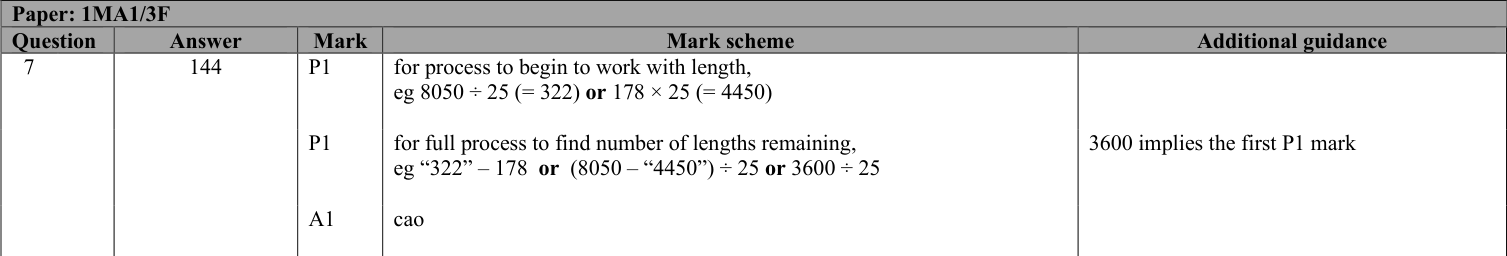 Paper: 1MA1/3F
Question Answer Mark Mark scheme Additional guidance
7 144 P1 for process to begin to work with length,
eg 8050 ÷ 25 (= 322) or 178 × 25 (= 4450)
P1 for full process to find number of lengths remaining, 3600 implies the first P1 mark
eg “322” – 178 or (8050 – “4450”) ÷ 25 or 3600 ÷ 25
A1 cao